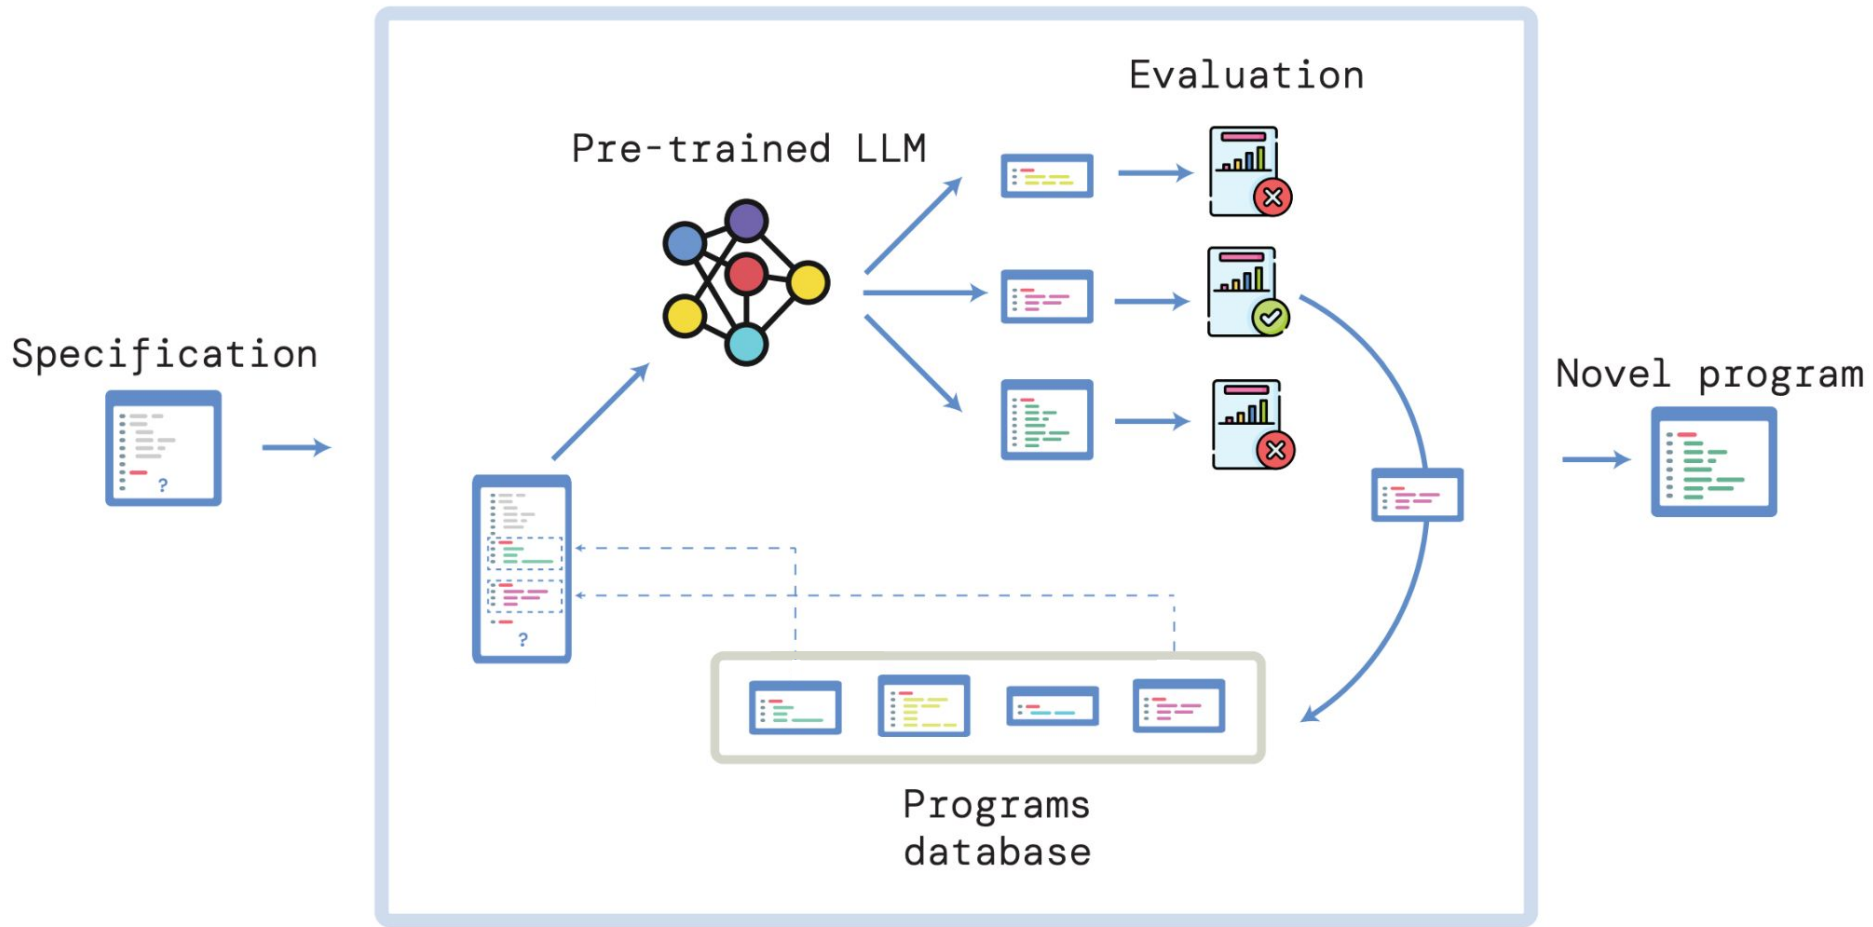 Evaluation
Pre-trained LLM
Specification
?
Novel program
?
Programs
database